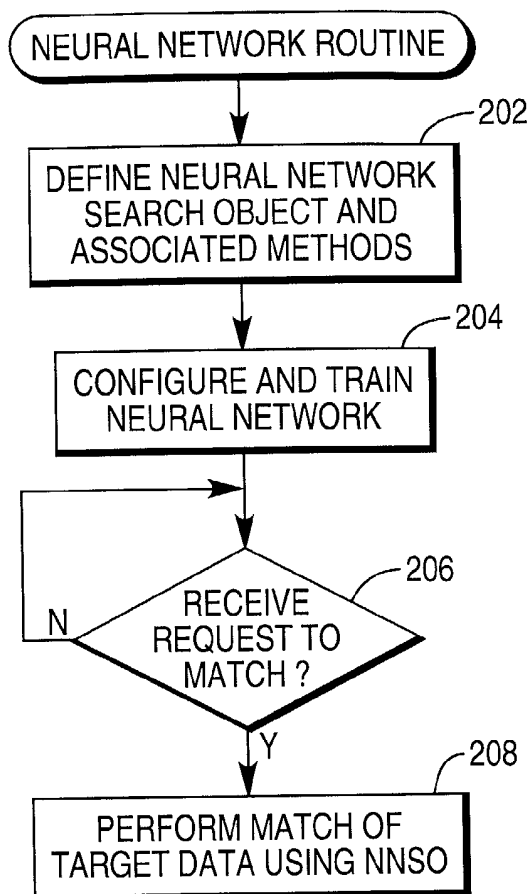 NEURAL NETWORK ROUTINE
202
DEFINE NEURAL NETWORK
SEARCH OBJECT AND
ASSOCIATED METHODS
204
CONFIGURE AND TRAIN
NEURAL NETWORK
206
RECEIVE
REQUEST TO
MATCH ?
N
Y
208
PERFORM MATCH OF
TARGET DATA USING NNSO